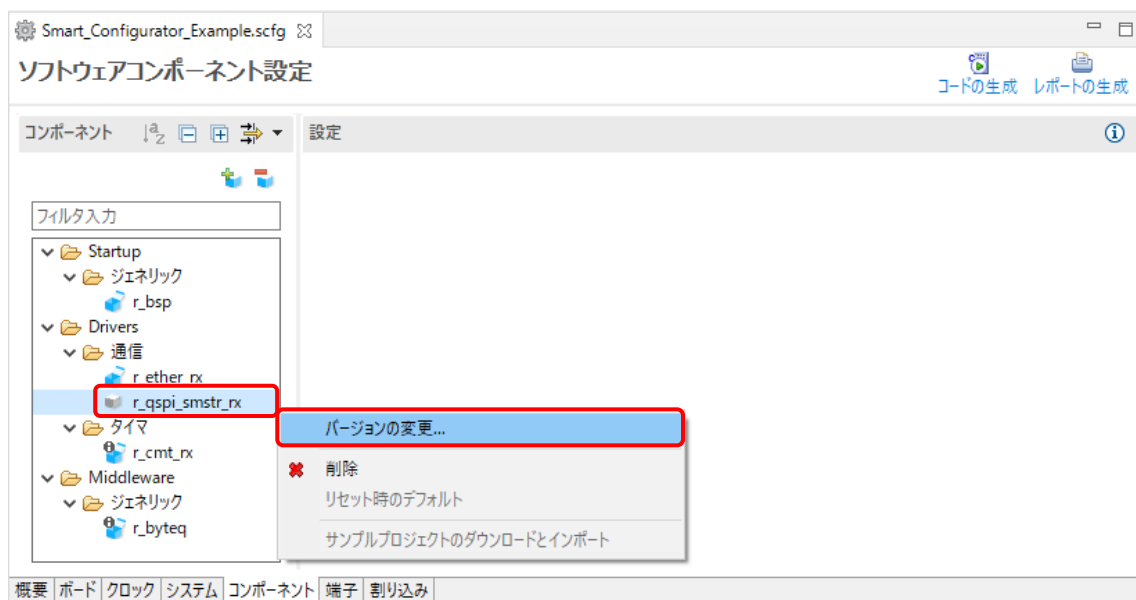 Smart_Configurator_Example.scfg
ソフトウェアコンポーネント設定
コードの生成 レポートの生成
コンポーネント
設定
フィルタ入力
Startup
ジェネリック
r_bsp
Drivers
通信
r_ether_rx
r_qspi_smstr_rx
バージョンの変更...
タイマ
r_cmt_rx
削除
Middleware
リセット時のデフォルト
ジェネリック
r_byteq
サンプルプロジェクトのダウンロードとインポート
概要 ボード クロック システム コンポーネント 端子 割り込み